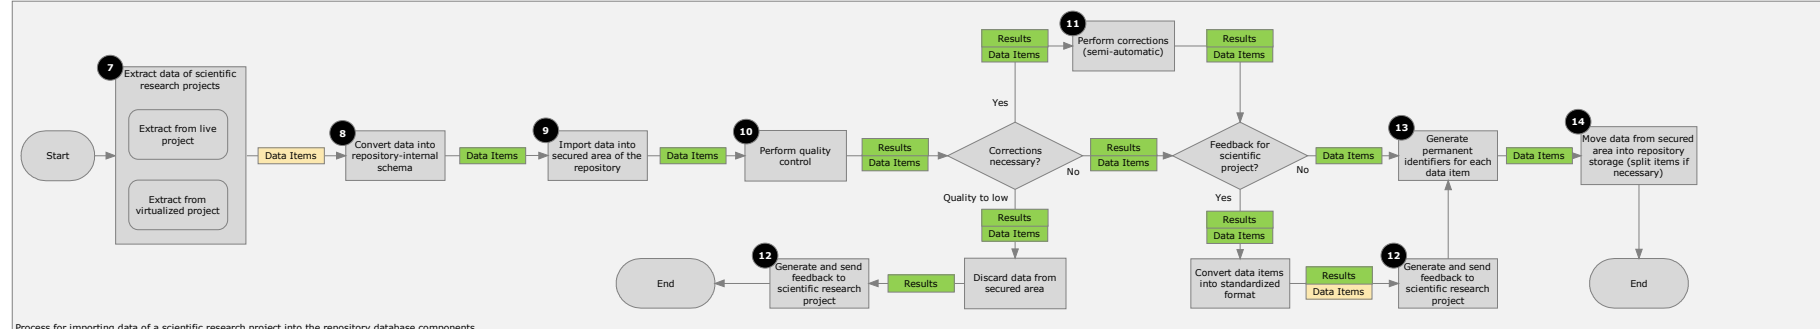 7
Extract data of scientific
research projects
Extract from live
project
Extract from
virtualized project
Start
Data Items
8
Convert data into
repository-internal
schema
Data Items
9
Import data into
secured area of the
repository
Data Items
10
Perform quality
control
Results
Data Items
Corrections
necessary?
Yes
Results
Data Items
11
Perform corrections
(semi-automatic)
Results
Data Items
No
Results
Data Items
Quality to low
Results
Data Items
Discard data from
secured area
Results
12
Generate and send
feedback to
scientific research
project
End
Feedback for
scientific
project?
No
Data Items
Yes
Results
Data Items
Convert data items
into standardized
format
Results
Data Items
12
Generate and send
feedback to
scientific research
project
13
Generate
permanent
identifiers for each
data item
Data Items
14
Move data from secured
area into repository
storage (split items if
necessary)
End
Process for importing data of a scientific research project into the repository database components